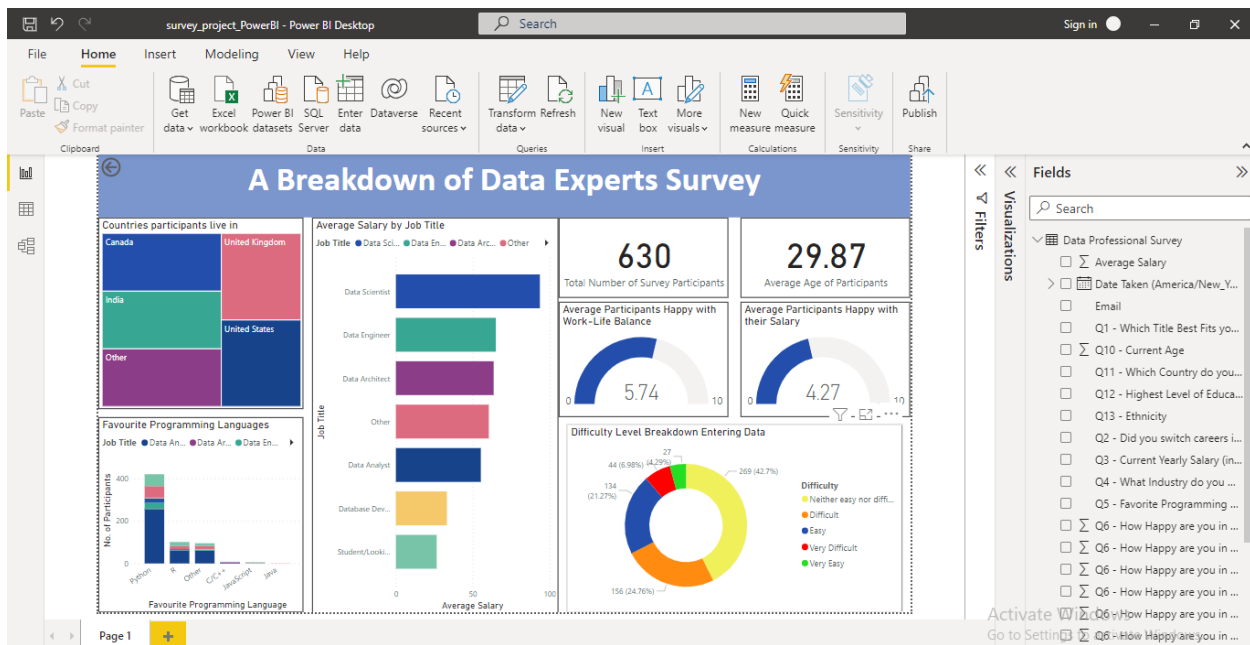 survey_project_PowerBI - Power BI Desktop
Search
Sign in
File Home Insert Modeling View Help
Paste
Cut
Copy
Format painter
Clipboard
Get data
Excel workbook
Power BI datasets
SQL Server
Enter data
Dataverse
Recent sources
Data
Transform data
Refresh
Queries
New visual
Text box
More visuals
Insert
New measure
Quick measure
Calculations
Sensitivity
Sensitivity
Publish
Share
A Breakdown of Data Experts Survey
Countries participants live in
Canada
United Kingdom
India
United States
Other
Average Salary by Job Title
Job Title Data Sci... Data En... Data Arc... Other
Job Title
Data Scientist
Data Engineer
Data Architect
Other
Data Analyst
Database Dev...
Student/Looki...
0 50 100
Average Salary
630
Total Number of Survey Participants
29.87
Average Age of Participants
Average Participants Happy with
Work-Life Balance
5.74
0 10
Average Participants Happy with
their Salary
4.27
0 10
Favourite Programming Languages
Job Title Data An... Data Ar... Data En...
No. of Participants
400
200
0
Python R Other C/C++ JavaScript Java
Favourite Programming Language
Difficulty Level Breakdown Entering Data
27
(4.29%)
44 (6.98%)
134
(21.27%)
269 (42.7%)
156 (24.76%)
Difficulty
Neither easy nor diffi...
Difficult
Easy
Very Difficult
Very Easy
Filters
Visualizations
Fields
Search
Data Professional Survey
Average Salary
Date Taken (America/New_Y...
Email
Q1 - Which Title Best Fits yo...
Q10 - Current Age
Q11 - Which Country do you...
Q12 - Highest Level of Educa...
Q13 - Ethnicity
Q2 - Did you switch careers i...
Q3 - Current Yearly Salary (in...
Q4 - What Industry do you ...
Q5 - Favorite Programming ...
Q6 - How Happy are you in ...
Q6 - How Happy are you in ...
Q6 - How Happy are you in ...
Q6 - How Happy are you in ...
Q6 - How Happy are you in ...
Q6 - How Happy are you in ...
Activate Windows
Go to Settings to activate Windows.
Page 1